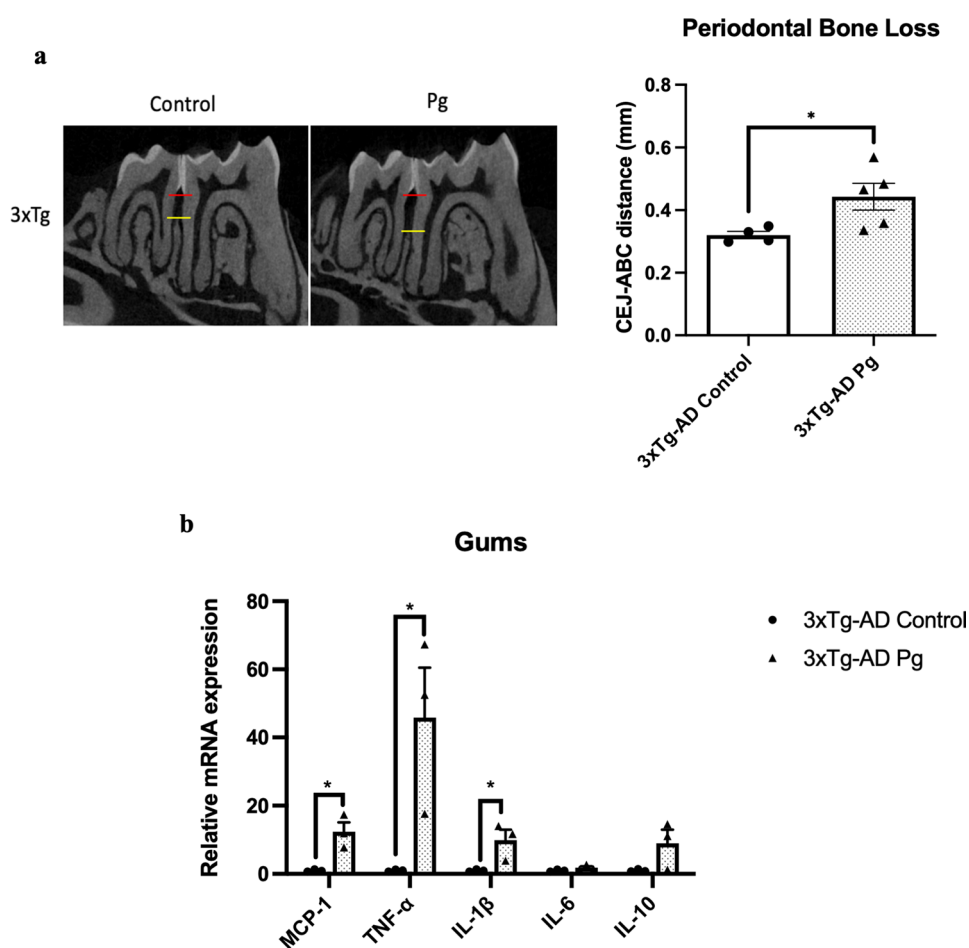 a
Control
Pg
3xTg
Periodontal Bone Loss
CEJ-ABC distance (mm)
0.8
0.6
0.4
0.2
0.0
*
3xTg-AD Control
3xTg-AD Pg
b
Gums
Relative mRNA expression
80
60
40
20
0
*
*
*
MCP-1
TNF-α
IL-1β
IL-6
IL-10
3xTg-AD Control
3xTg-AD Pg